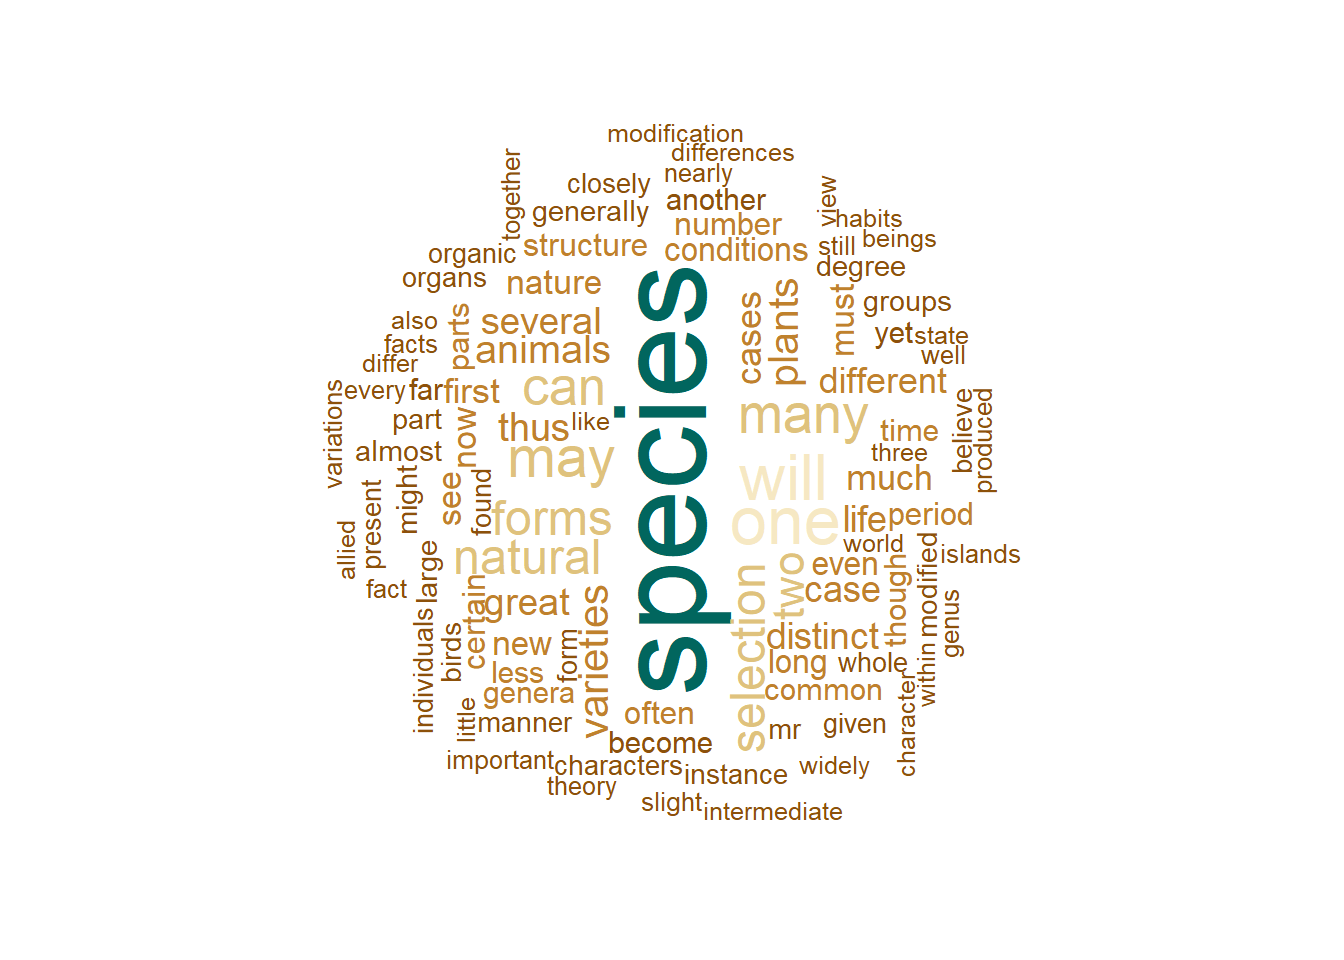 modification
differences
nearly
closely
together
another
generally
view
habits
number
structure
conditions
still
beings
organic
degree
organs
nature
species
cases
plants
must
groups
also
parts
several
yet
state
facts
animals
well
differ
different
every
far
first
can
many
variations
part
like
thus
time
believe
produced
almost
now
three
may
will
much
might
see
found
present
forms
one
life
period
allied
natural
world
islands
large
even
modified
fact
two
case
though
selection
great
certain
varieties
genus
individuals
birds
new
form
distinct
less
long
whole
within
genera
common
little
manner
often
mr
given
character
become
important
characters
instance
widely
theory
slight
intermediate